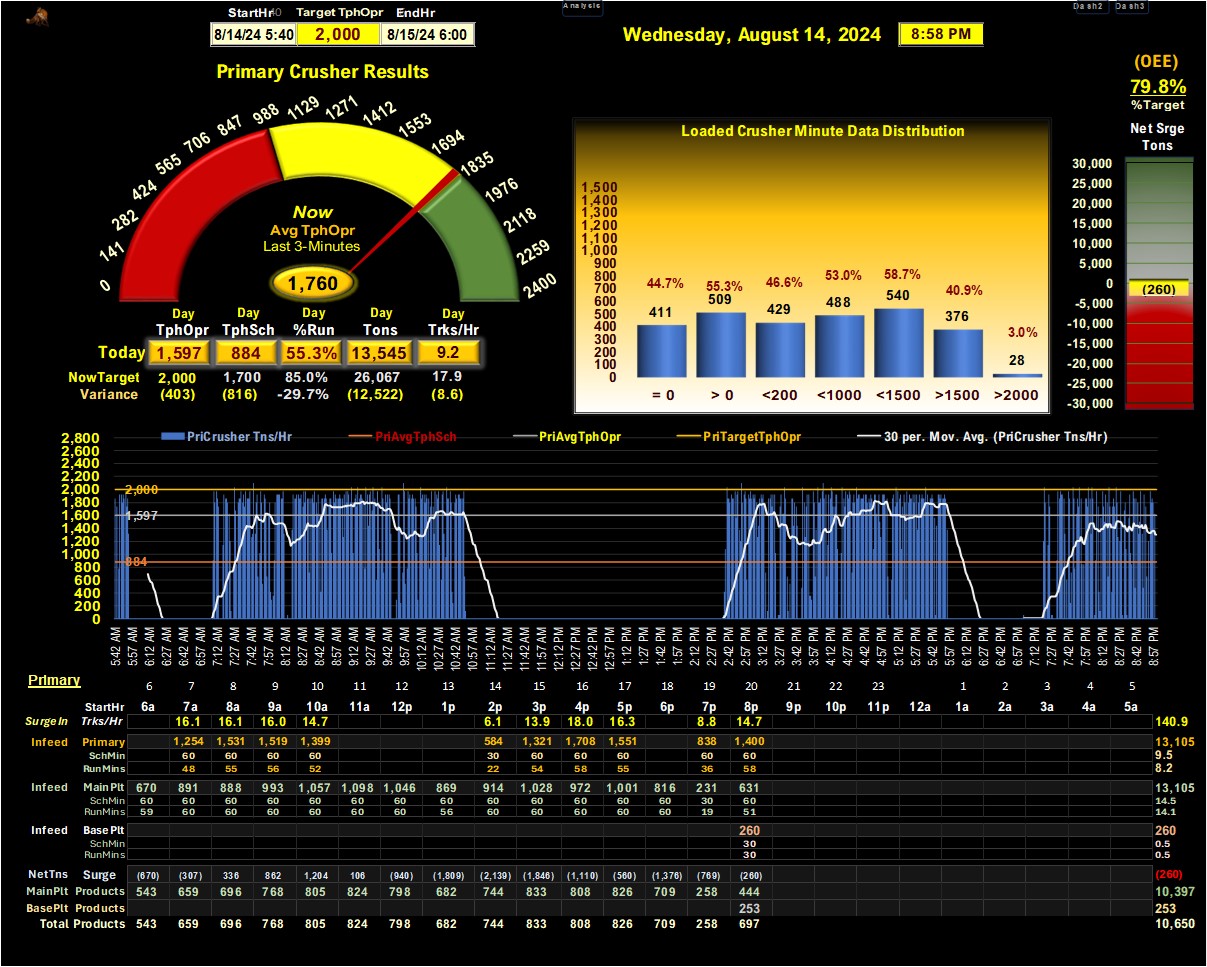 Analysis
Dash2 Dash3
StartHr Target TphOpr EndHr
8/14/24 5:40 2,000 8/15/24 6:00
Wednesday, August 14, 2024 8:58 PM
(OEE)
79.8%
%Target
Net Srge
Tons
30,000
25,000
20,000
15,000
10,000
5,000
0
(260)
-5,000
-10,000
-15,000
-20,000
-25,000
-30,000
Primary Crusher Results
0 141 282 424 565 706 847 988 1129 1271 1412 1553 1694 1835 1976 2118 2259 2400
Now
Avg TphOpr
Last 3-Minutes
1,760
Day Day Day Day Day
TphOpr TphSch %Run Tons Trks/Hr
Today 1,597 884 55.3% 13,545 9.2
NowTarget 2,000 1,700 85.0% 26,067 17.9
Variance (403) (816) -29.7% (12,522) (8.6)
Loaded Crusher Minute Data Distribution
1,500
1,400
1,300
1,200
1,100
1,000
900
800
700
600
500
400
300
200
100
0
44.7% 55.3% 46.6% 53.0% 58.7% 40.9% 3.0%
411 509 429 488 540 376 28
= 0 > 0 <200 <1000 <1500 >1500 >2000
PriCrusher Tns/Hr PriAvgTphSch PriAvgTphOpr PriTargetTphOpr 30 per. Mov. Avg. (PriCrusher Tns/Hr)
2,800
2,600
2,400
2,200
2,000
1,800
1,600
1,400
1,200
1,000
800
600
400
200
0
2,000
1,597
884
5:42 AM 5:57 AM 6:12 AM 6:27 AM 6:42 AM 6:57 AM 7:12 AM 7:27 AM 7:42 AM 7:57 AM 8:12 AM 8:27 AM 8:42 AM 8:57 AM 9:12 AM 9:27 AM 9:42 AM 9:57 AM 10:12 AM 10:27 AM 10:42 AM 10:57 AM 11:12 AM 11:27 AM 11:42 AM 11:57 AM 12:12 PM 12:27 PM 12:42 PM 12:57 PM 1:12 PM 1:27 PM 1:42 PM 1:57 PM 2:12 PM 2:27 PM 2:42 PM 2:57 PM 3:12 PM 3:27 PM 3:42 PM 3:57 PM 4:12 PM 4:27 PM 4:42 PM 4:57 PM 5:12 PM 5:27 PM 5:42 PM 5:57 PM 6:12 PM 6:27 PM 6:42 PM 6:57 PM 7:12 PM 7:27 PM 7:42 PM 7:57 PM 8:12 PM 8:27 PM 8:42 PM 8:57 PM
Primary
6 7 8 9 10 11 12 13 14 15 16 17 18 19 20 21 22 23 1 2 3 4 5
StartHr 6a 7a 8a 9a 10a 11a 12p 1p 2p 3p 4p 5p 6p 7p 8p 9p 10p 11p 12a 1a 2a 3a 4a 5a
SurgeIn Trks/Hr 16.1 16.1 16.0 14.7 6.1 13.9 18.0 16.3 8.8 14.7 140.9
Infeed Primary 1,254 1,531 1,519 1,399 584 1,321 1,708 1,551 838 1,400 13,105
SchMin 60 60 60 60 30 60 60 60 60 60 9.5
RunMins 48 55 56 52 22 54 58 55 36 58 8.2
Infeed MainPlt 670 891 888 993 1,057 1,098 1,046 869 914 1,028 972 1,001 816 231 631 13,105
SchMin 60 60 60 60 60 60 60 60 60 60 60 60 60 30 60 14.5
RunMins 59 60 60 60 60 60 60 56 60 60 60 60 60 19 51 14.1
Infeed BasePlt 260 260
SchMin 30 0.5
RunMins 30 0.5
NetTns Surge (670) (307) 336 862 1,204 106 (940) (1,809) (2,139) (1,846) (1,110) (560) (1,376) (769) (260) (260)
MainPlt Products 543 659 696 768 805 824 798 682 744 833 808 826 709 258 444 10,397
BasePlt Products 253 253
Total Products 543 659 696 768 805 824 798 682 744 833 808 826 709 258 697 10,650